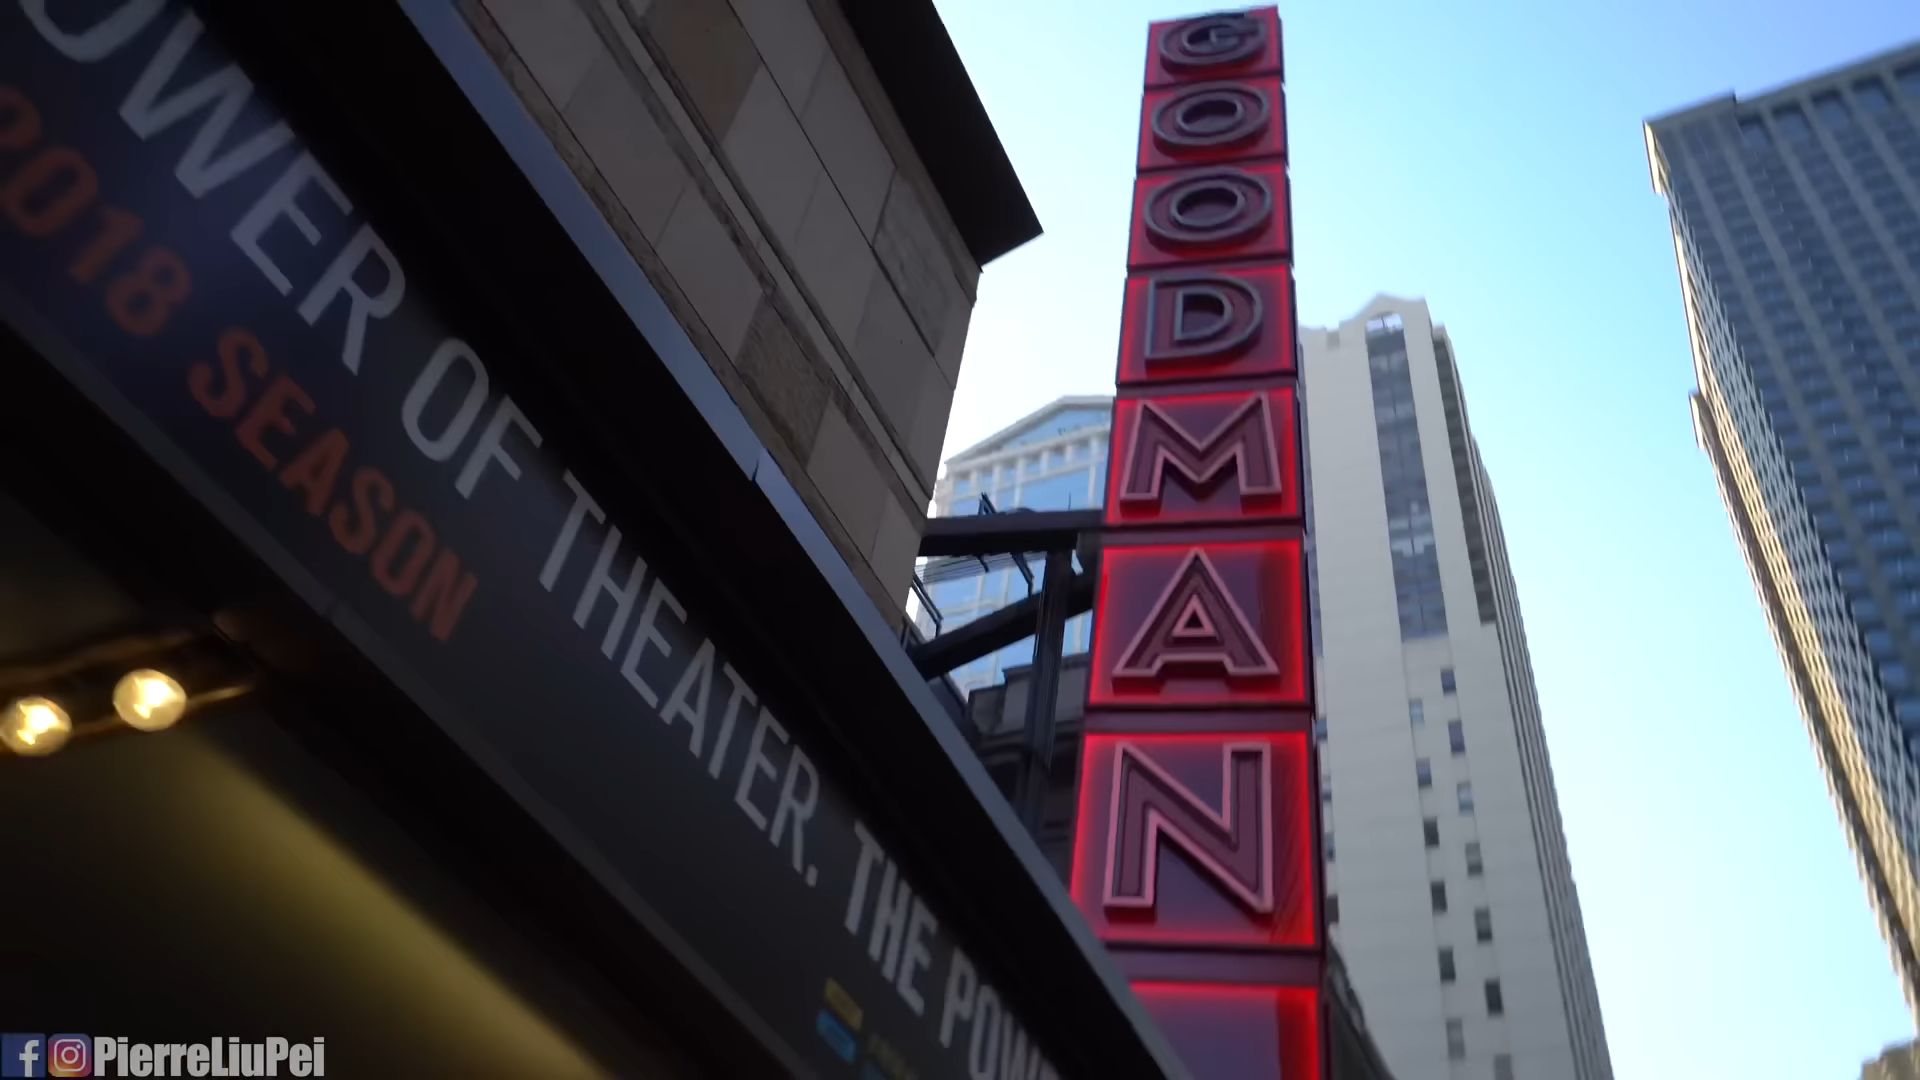 GOODMAN
OWER OF THEATER. THE POW
2018 SEASON
PierreLiuPei